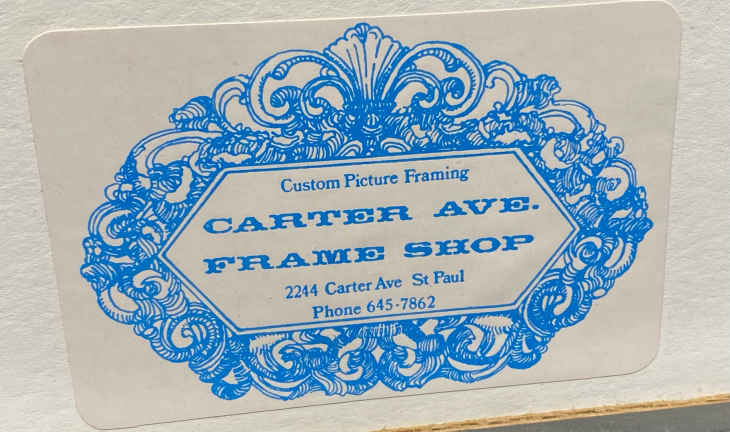 Custom Picture Framing
CARTER AVE.
FRAME SHOP
2244 Carter Ave St Paul
Phone 645-7862